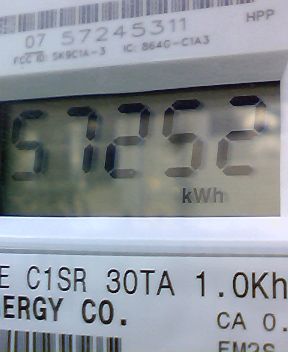 HPP
07 57245311
FCC ID: SK9C1A-3 IC: 864G-C1A3
57252
kWh
E C1SR 30TA 1.0Kh
ERGY CO.
CA 0.
EM2S